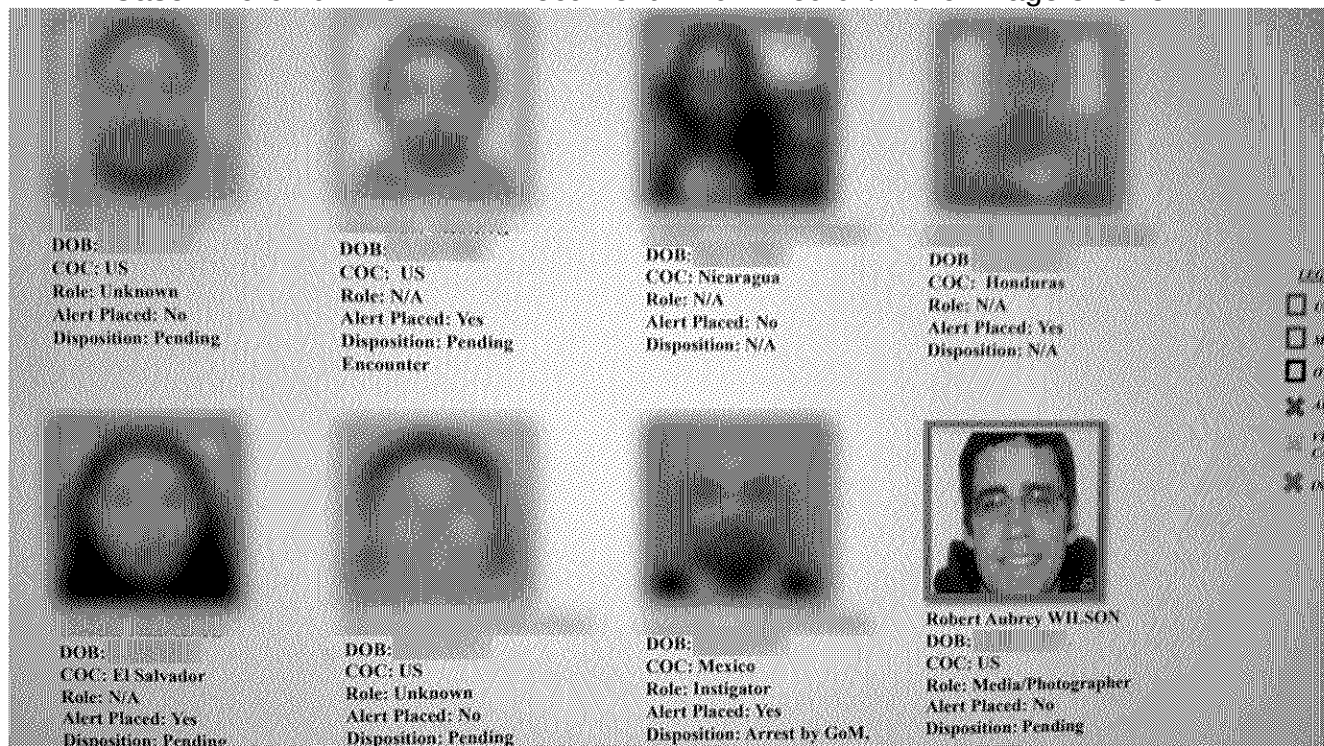 DOB:
COC: US
Role: Unknown
Alert Placed: No
Disposition: Pending
DOB:
COC: US
Role: N/A
Alert Placed: Yes
Disposition: Pending
Encounter
DOB:
COC: Nicaragua
Role: N/A
Alert Placed: No
Disposition: N/A
DOB
COC: Honduras
Role: N/A
Alert Placed: Yes
Disposition: N/A
DOB:
COC: El Salvador
Role: N/A
Alert Placed: Yes
Disposition: Pending
DOB:
COC: US
Role: Unknown
Alert Placed: No
Disposition: Pending
DOB:
COC: Mexico
Role: Instigator
Alert Placed: Yes
Disposition: Arrest by GoM,
Robert Aubrey WILSON
DOB:
COC: US
Role: Media/Photographer
Alert Placed: No
Disposition: Pending